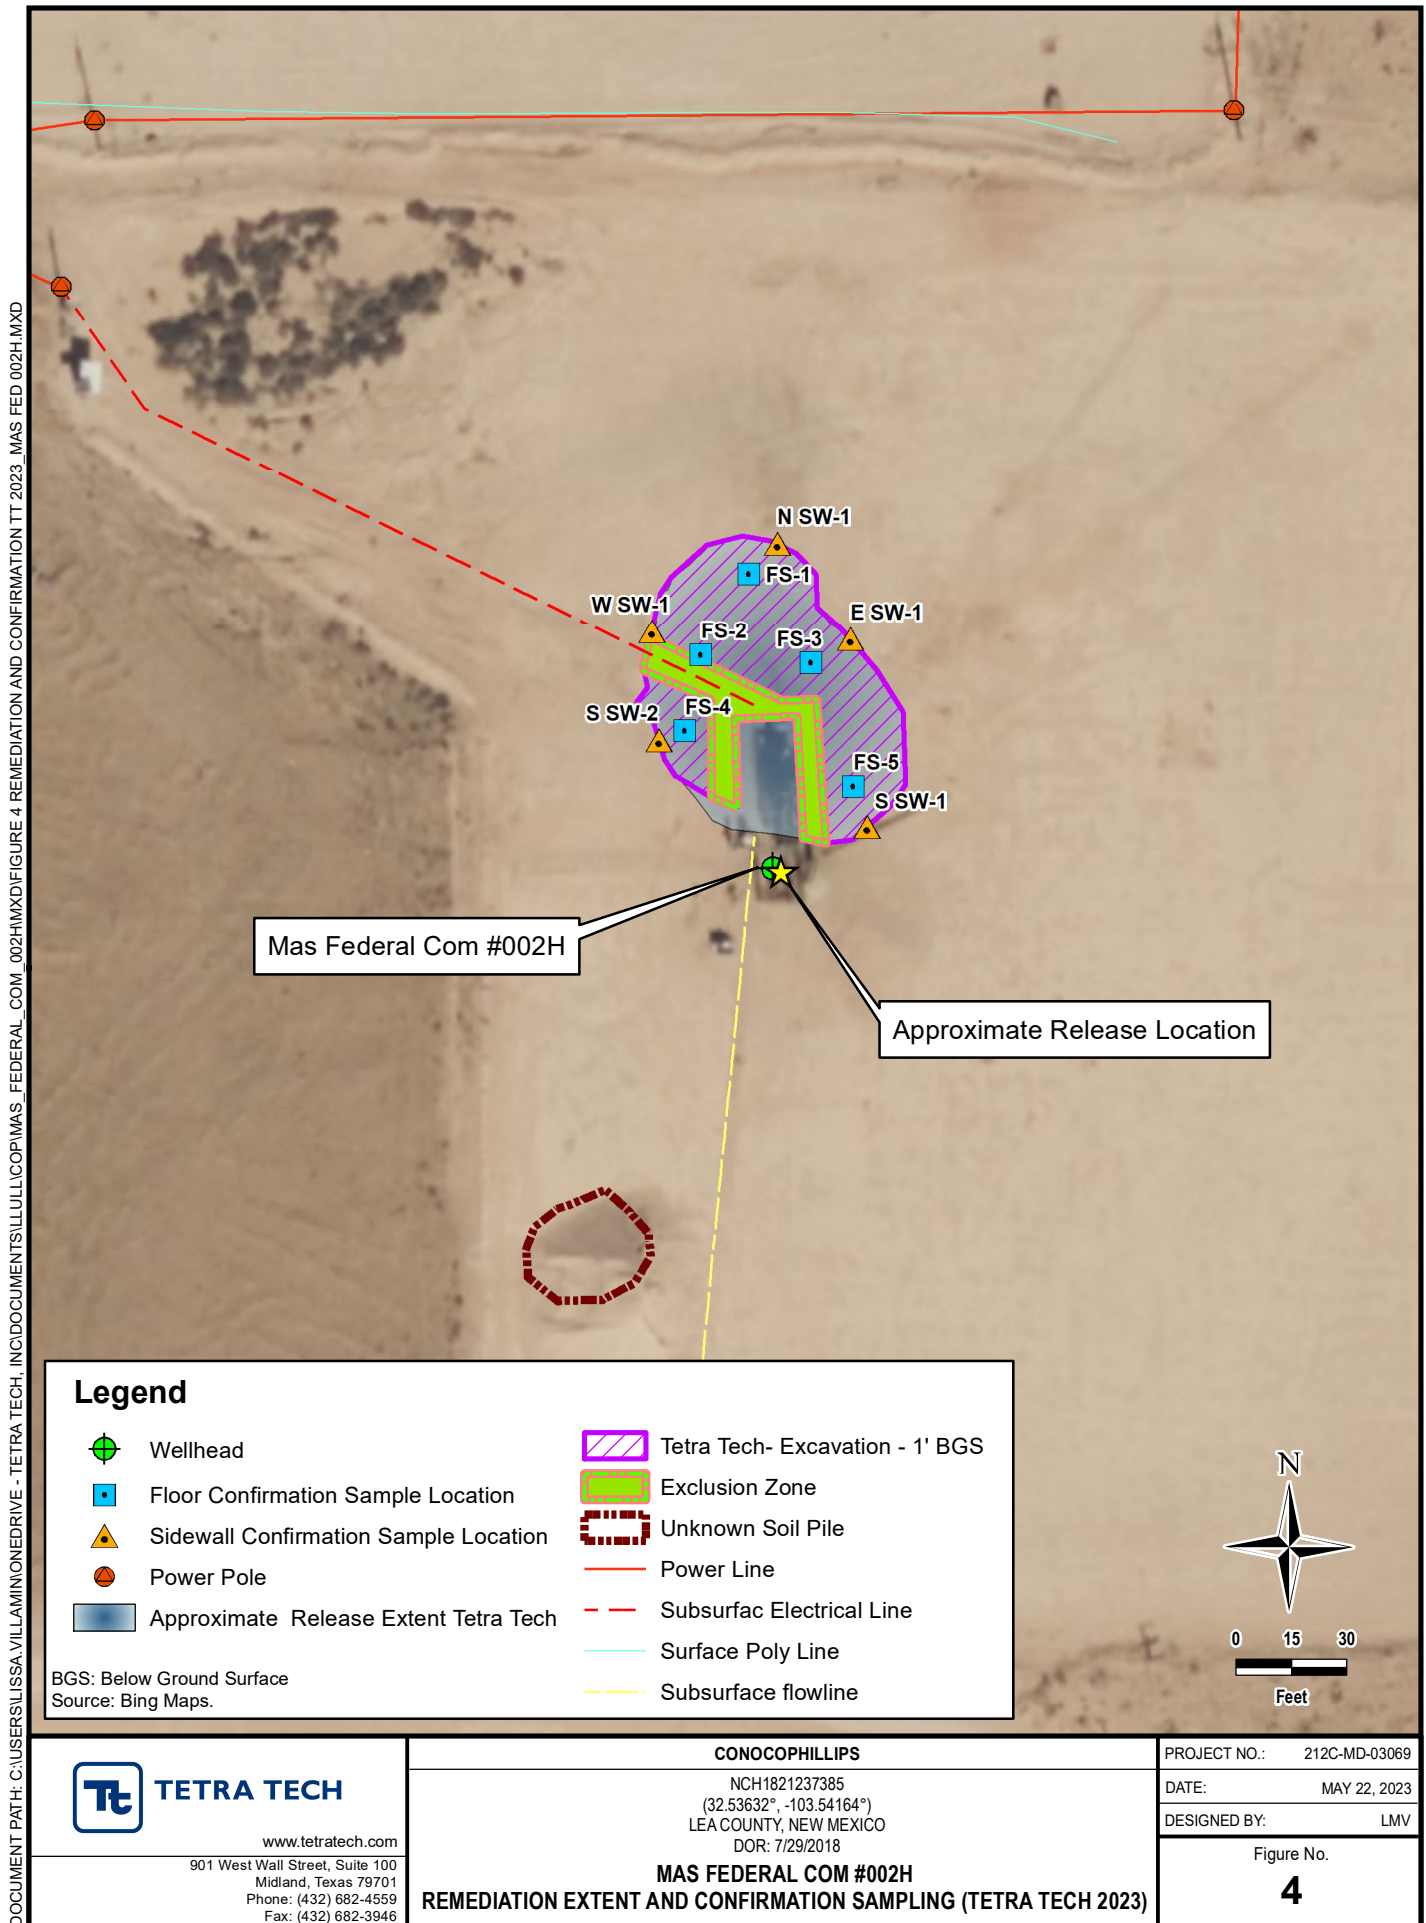 N SW-1
FS-1
W SW-1
E SW-1
FS-2
FS-3
S SW-2
FS-4
FS-5
S SW-1
Mas Federal Com #002H
Approximate Release Location
Legend
Wellhead
Floor Confirmation Sample Location
Sidewall Confirmation Sample Location
Power Pole
Approximate Release Extent Tetra Tech
BGS: Below Ground Surface
Source: Bing Maps.
Tetra Tech- Excavation - 1' BGS
Exclusion Zone
Unknown Soil Pile
Power Line
Subsurfac Electrical Line
Surface Poly Line
Subsurface flowline
N
0 15 30
Feet
DOCUMENT PATH: C:\USERS\LISSA.VILLAMIN\ONEDRIVE - TETRA TECH, INC\DOCUMENTS\LLULL\COP\MAS_FEDERAL_COM_002H\MXD\FIGURE 4 REMEDIATION AND CONFIRMATION TT 2023_MAS FED 002H.MXD
Tt TETRA TECH
www.tetratech.com
901 West Wall Street, Suite 100
Midland, Texas 79701
Phone: (432) 682-4559
Fax: (432) 682-3946
CONOCOPHILLIPS
NCH1821237385
(32.53632°, -103.54164°)
LEA COUNTY, NEW MEXICO
DOR: 7/29/2018
MAS FEDERAL COM #002H
REMEDIATION EXTENT AND CONFIRMATION SAMPLING (TETRA TECH 2023)
PROJECT NO.: 212C-MD-03069
DATE: MAY 22, 2023
DESIGNED BY: LMV
Figure No.
4